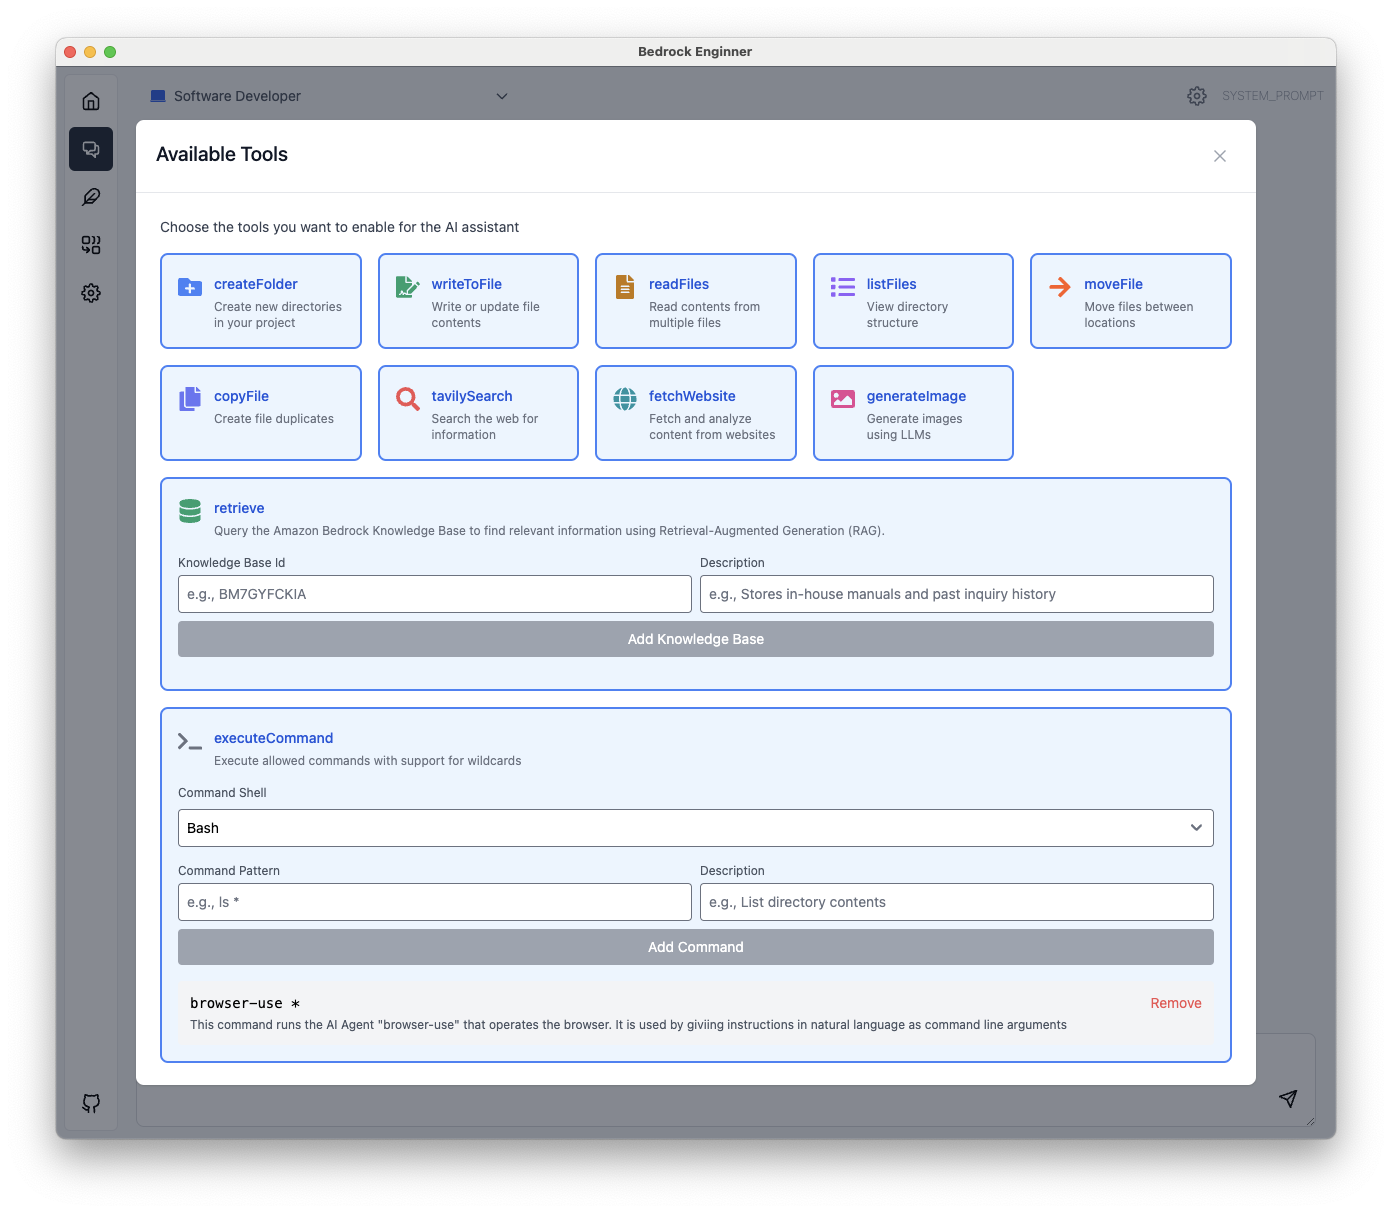 Bedrock Enginner
Software Developer
SYSTEM_PROMPT
Available Tools
Choose the tools you want to enable for the AI assistant
createFolder
Create new directories
in your project
writeToFile
Write or update file
contents
readFiles
Read contents from
multiple files
listFiles
View directory
structure
moveFile
Move files between
locations
copyFile
Create file duplicates
tavilySearch
Search the web for
information
fetchWebsite
Fetch and analyze
content from websites
generateImage
Generate images
using LLMs
retrieve
Query the Amazon Bedrock Knowledge Base to find relevant information using Retrieval-Augmented Generation (RAG).
Knowledge Base Id
Description
e.g., BM7GYFCKIA
e.g., Stores in-house manuals and past inquiry history
Add Knowledge Base
executeCommand
Execute allowed commands with support for wildcards
Command Shell
Bash
Command Pattern
Description
e.g., ls *
e.g., List directory contents
Add Command
browser-use *
Remove
This command runs the AI Agent "browser-use" that operates the browser. It is used by giviing instructions in natural language as command line arguments